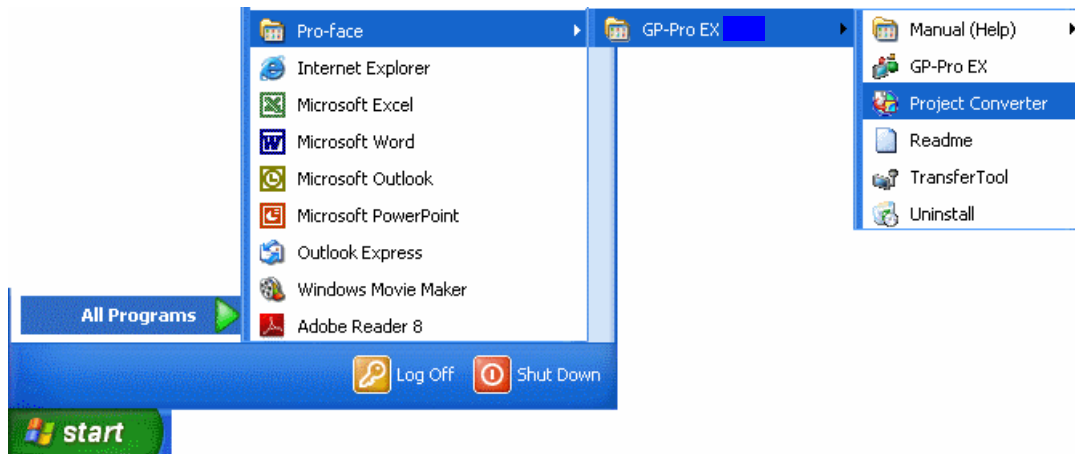 Pro-face
Internet Explorer
Microsoft Excel
Microsoft Word
Microsoft Outlook
Microsoft PowerPoint
Outlook Express
Windows Movie Maker
Adobe Reader 8
GP-Pro EX
Manual (Help)
GP-Pro EX
Project Converter
Readme
TransferTool
Uninstall
All Programs
Log Off
Shut Down
start